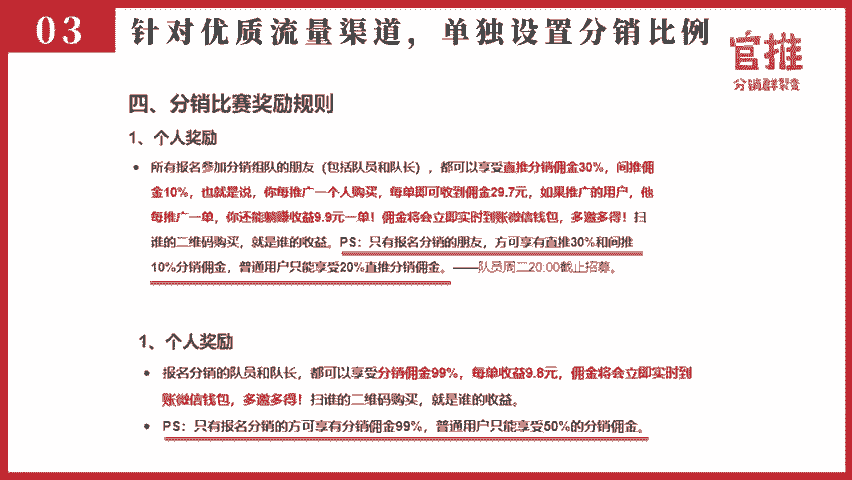 03 针对优质流量渠道，单独设置分销比例
官推
分销群裂变
四、分销比赛奖励规则
1、个人奖励
• 所有报名参加分销组队的朋友（包括队员和队长），都可以享受直推分销佣金30%，间推佣
金10%，也就是说，你每推广一个人购买，每单即可收到佣金29.7元，如果推广的用户，他
每推广一单，你还能躺赚收益9.9元一单！佣金将会立即实时到账微信钱包，多邀多得！扫
谁的二维码购买，就是谁的收益。PS：只有报名分销的朋友，方可享有直推30%和间推
10%分销佣金，普通用户只能享受20%直推分销佣金。——队员周二20:00截止招募。
1、个人奖励
• 报名分销的队员和队长，都可以享受分销佣金99%，每单收益9.8元，佣金将会立即实时到
账微信钱包，多邀多得！扫谁的二维码购买，就是谁的收益。
• PS：只有报名分销的方可享有分销佣金99%，普通用户只能享受50%的分销佣金。